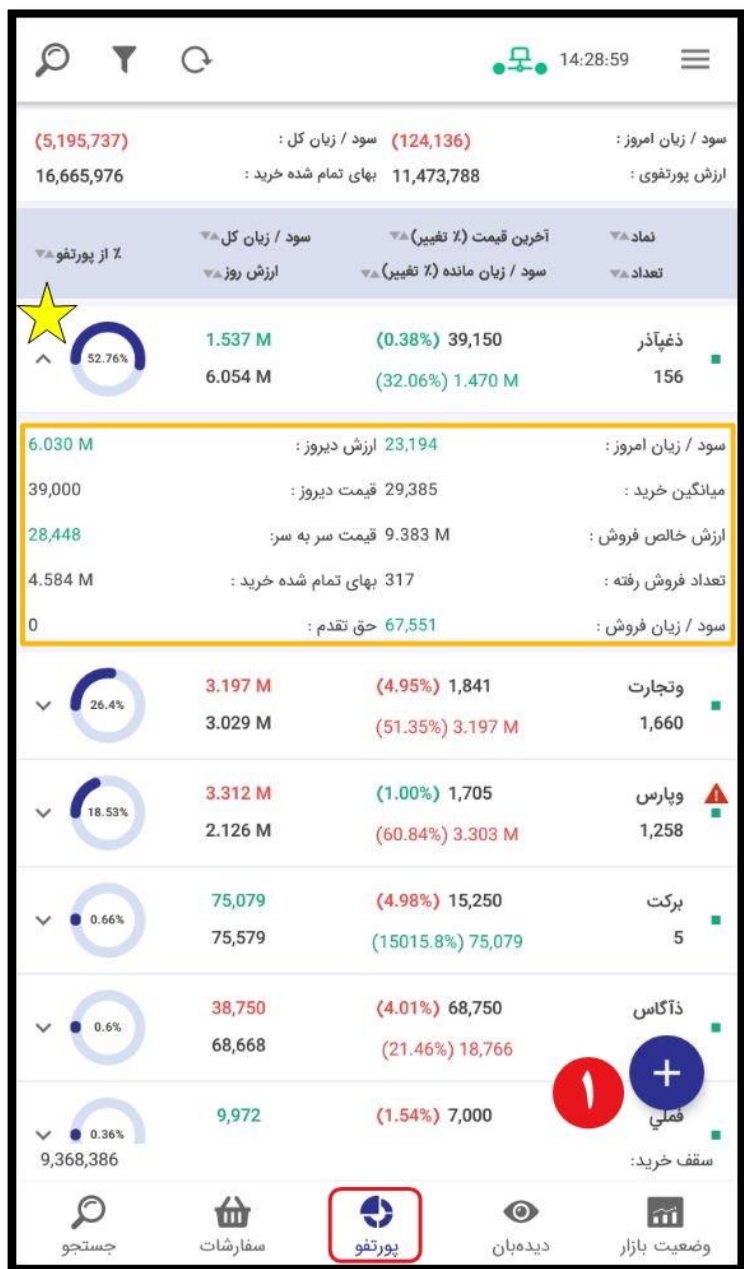 14:28:59
سود / زیان امروز : (124,136) سود / زیان کل : (5,195,737)
ارزش پورتفوی : 11,473,788 بهای تمام شده خرید : 16,665,976
نماد آخرین قیمت (٪ تغییر) سود / زیان کل ٪ از پورتفو
تعداد سود / زیان مانده (٪ تغییر) ارزش روز
ذغپآذر 39,150 (0.38%) 1.537 M 52.76%
156 1.470 M (32.06%) 6.054 M
سود / زیان امروز : 23,194 ارزش دیروز : 6.030 M
میانگین خرید : 29,385 قیمت دیروز : 39,000
ارزش خالص فروش : 9.383 M قیمت سر به سر: 28,448
تعداد فروش رفته : 317 بهای تمام شده خرید : 4.584 M
سود / زیان فروش : 67,551 حق تقدم : 0
وتجارت 1,841 (4.95%) 3.197 M 26.4%
1,660 3.197 M (51.35%) 3.029 M
وپارس 1,705 (1.00%) 3.312 M 18.53%
1,258 3.303 M (60.84%) 2.126 M
برکت 15,250 (4.98%) 75,079 0.66%
5 75,079 (15015.8%) 75,579
ذآگاس 68,750 (4.01%) 38,750 0.6%
18,766 (21.46%) 68,668
+
۱
فملي 7,000 (1.54%) 9,972 0.36%
سقف خرید: 9,368,386
وضعیت بازار دیده‌بان پورتفو سفارشات جستجو